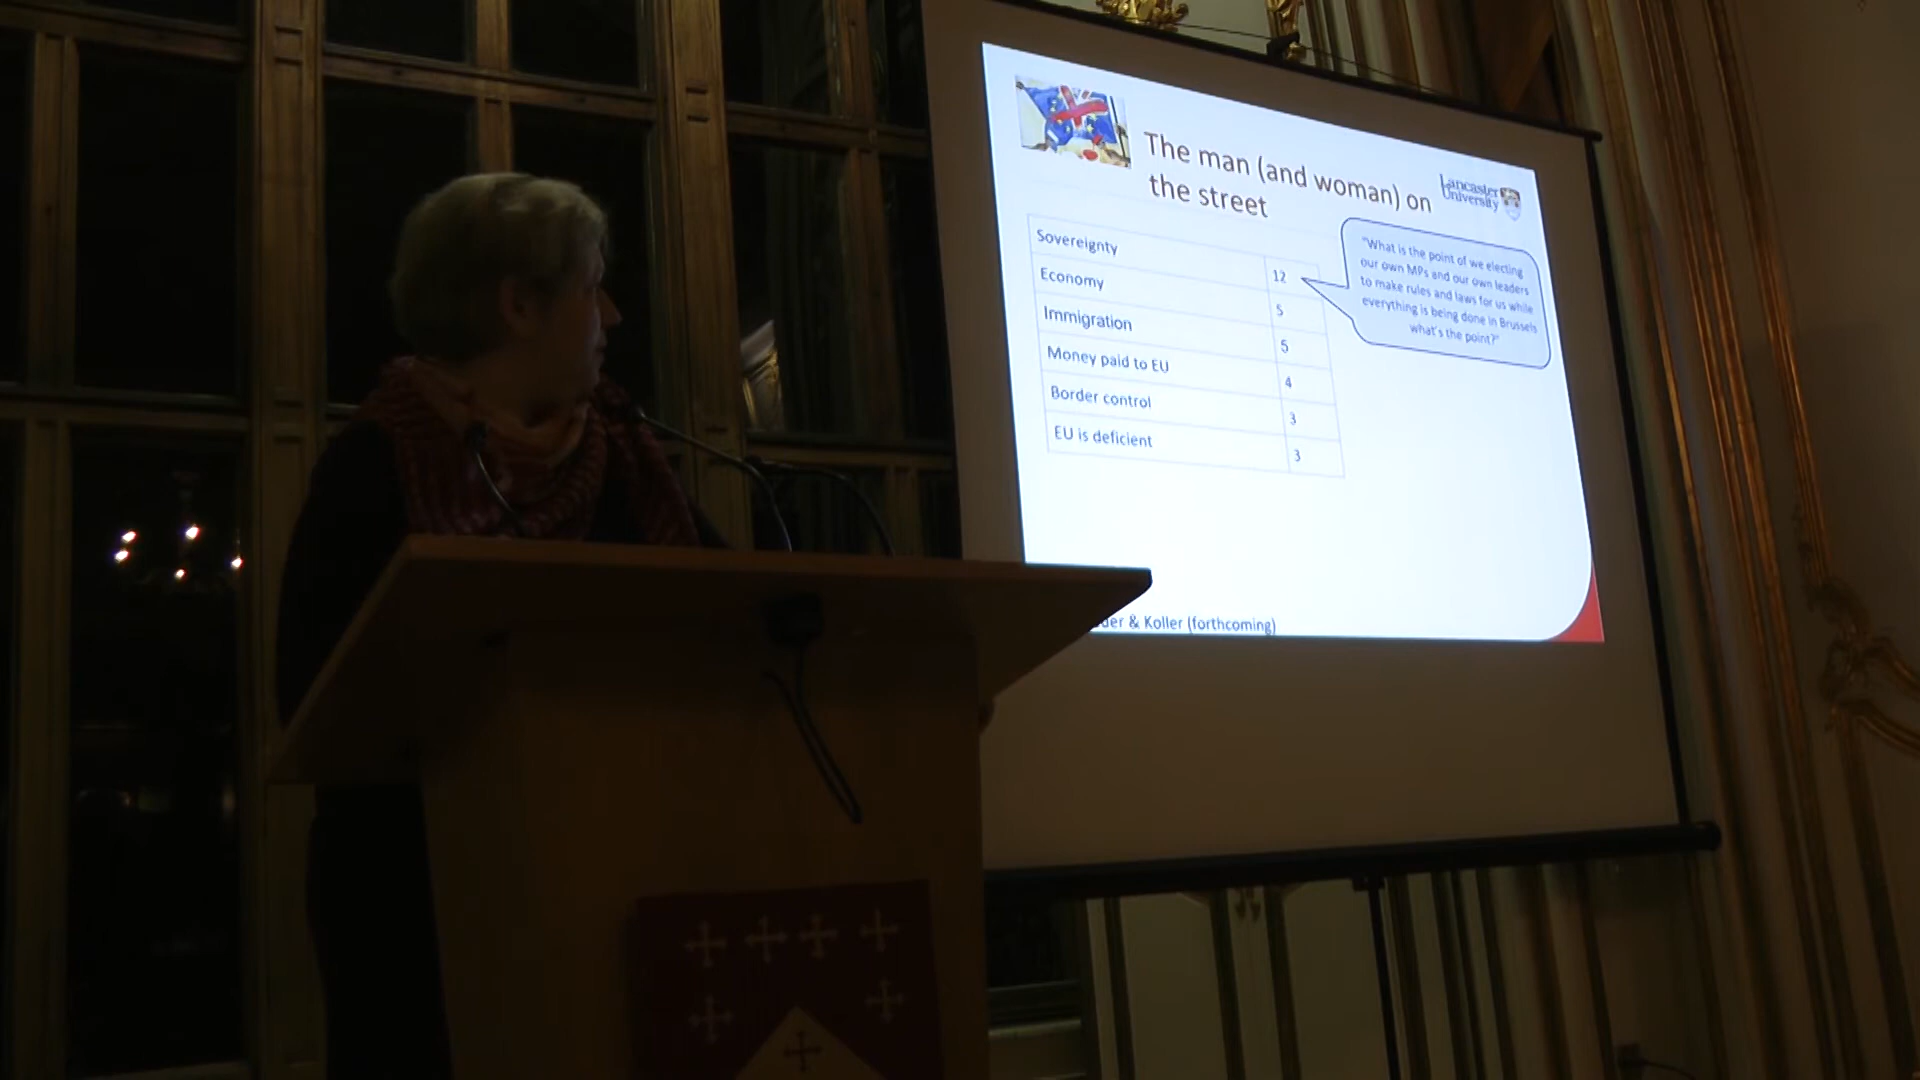 The man (and woman) on
the street
Lancaster
University
Sovereignty 12
Economy 5
Immigration 5
Money paid to EU 4
Border control 3
EU is deficient 3
"What is the point of we electing
our own MPs and our own leaders
to make rules and laws for us while
everything is being done in Brussels
what's the point?"
& Koller (forthcoming)